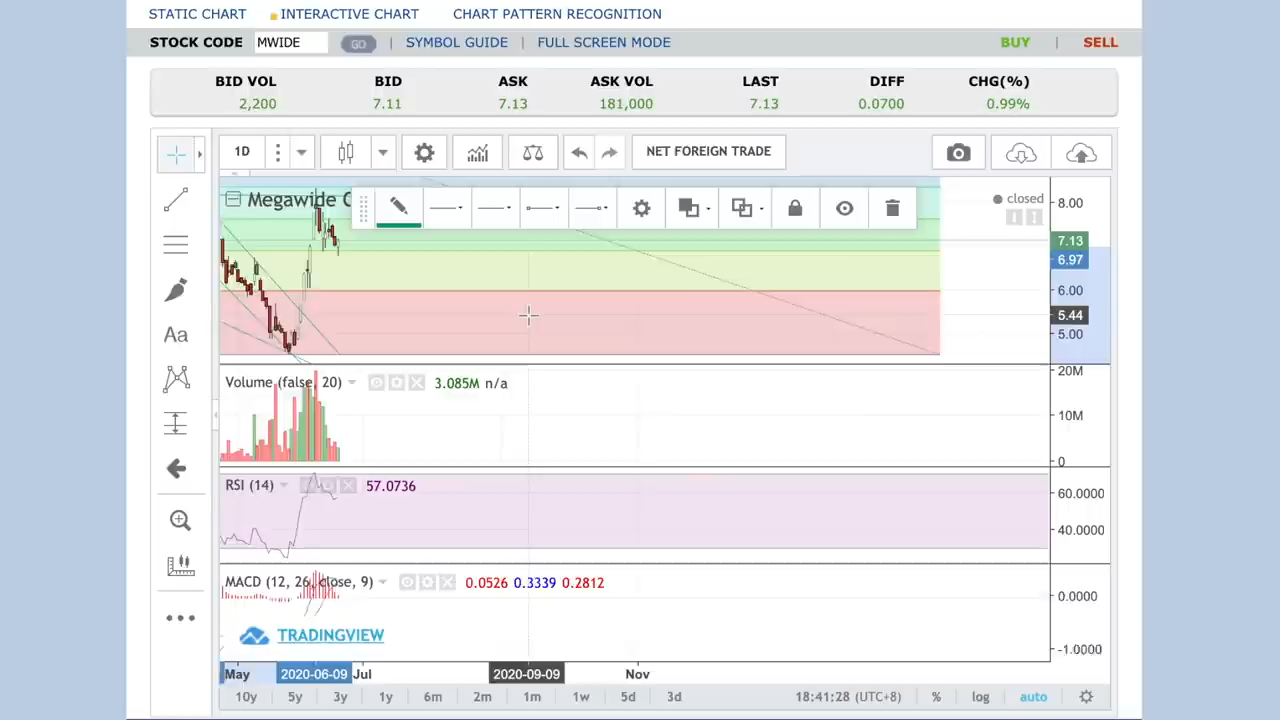 STATIC CHART INTERACTIVE CHART CHART PATTERN RECOGNITION
STOCK CODE MWIDE GO | SYMBOL GUIDE | FULL SCREEN MODE BUY | SELL
BID VOL BID ASK ASK VOL LAST DIFF CHG(%)
2,200 7.11 7.13 181,000 7.13 0.0700 0.99%
1D NET FOREIGN TRADE
Megawide closed
8.00
7.13
6.97
6.00
5.44
5.00
Aa
Volume (false, 20) 3.085M n/a
20M
10M
0
RSI (14) 57.0736
60.0000
40.0000
MACD (12, 26, close, 9) 0.0526 0.3339 0.2812
0.0000
TRADINGVIEW
-1.0000
May 2020-06-09 Jul 2020-09-09 Nov
10y 5y 3y 1y 6m 2m 1m 1w 5d 3d 18:41:28 (UTC+8) % log auto